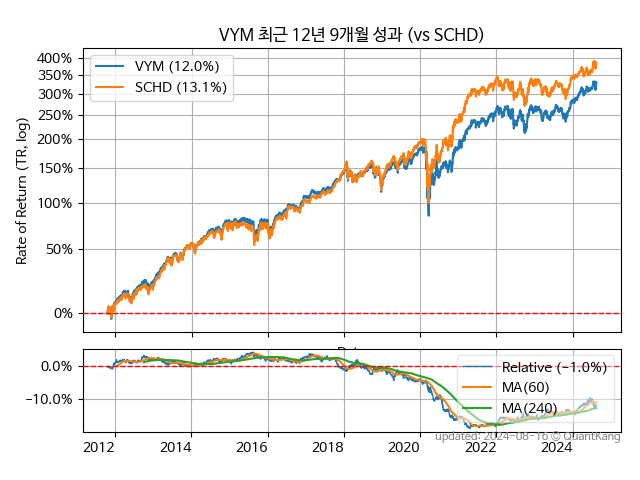 VYM 최근 12년 9개월 성과 (vs SCHD)
Rate of Return (TR, log)
400%
350%
300%
250%
200%
150%
100%
50%
0%
VYM (12.0%)
SCHD (13.1%)
0.0%
−10.0%
Relative (−1.0%)
MA(60)
MA(240)
2012 2014 2016 2018 2020 2022 2024
updated: 2024-08-16 © QuantKang